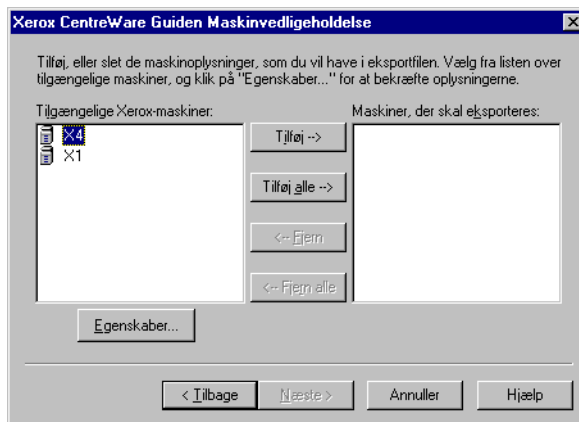 Xerox CentreWare Guiden Maskinvedligeholdelse
Tilføj, eller slet de maskinoplysninger, som du vil have i eksportfilen. Vælg fra listen over
tilgængelige maskiner, og klik på "Egenskaber..." for at bekræfte oplysningerne.
Tilgængelige Xerox-maskiner:
Maskiner, der skal eksporteres:
X4
X1
Tilføj -->
Tilføj alle -->
<-- Fjern
<-- Fjern alle
Egenskaber...
< Tilbage
Næste >
Annuller
Hjælp